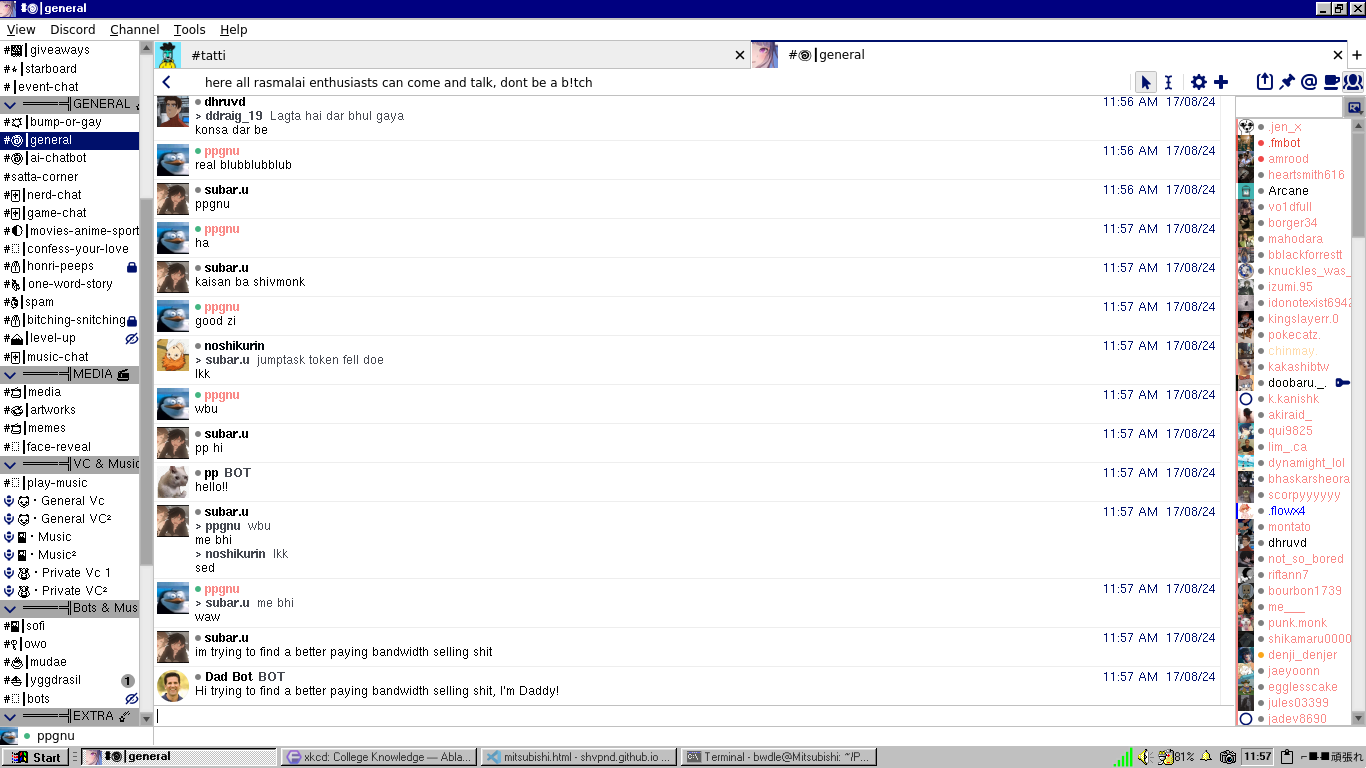 general
View Discord Channel Tools Help
#tatti
# general
here all rasmalai enthusiasts can come and talk, dont be a b!tch
# giveaways
# starboard
# event-chat
GENERAL
# bump-or-gay
# general
# ai-chatbot
#satta-corner
# nerd-chat
# game-chat
# movies-anime-sport
# confess-your-love
# honri-peeps
# one-word-story
# spam
# bitching-snitching
# level-up
# music-chat
MEDIA
# media
# artworks
# memes
# face-reveal
VC & Music
# play-music
General Vc
General VC²
Music
Music²
Private Vc 1
Private VC²
Bots & Mus
# sofi
# owo
# mudae
# yggdrasil 1
# bots
EXTRA
ppgnu
dhruvd 11:56 AM 17/08/24
> ddraig_19 Lagta hai dar bhul gaya
konsa dar be
ppgnu 11:56 AM 17/08/24
real blubblubblub
subar.u 11:56 AM 17/08/24
ppgnu
ppgnu 11:57 AM 17/08/24
ha
subar.u 11:57 AM 17/08/24
kaisan ba shivmonk
ppgnu 11:57 AM 17/08/24
good zi
noshikurin 11:57 AM 17/08/24
> subar.u jumptask token fell doe
Ikk
ppgnu 11:57 AM 17/08/24
wbu
subar.u 11:57 AM 17/08/24
pp hi
pp BOT 11:57 AM 17/08/24
hello!!
subar.u 11:57 AM 17/08/24
> ppgnu wbu
me bhi
> noshikurin Ikk
sed
ppgnu 11:57 AM 17/08/24
> subar.u me bhi
waw
subar.u 11:57 AM 17/08/24
im trying to find a better paying bandwidth selling shit
Dad Bot BOT 11:57 AM 17/08/24
Hi trying to find a better paying bandwidth selling shit, I'm Daddy!
.jen_x
.fmbot
amrood
heartsmith616
Arcane
vo1dfull
borger34
mahodara
bblackforrestt
knuckles_was_
izumi.95
idonotexist6942
kingslayerr.0
pokecatz.
chinmay
kakashibtw
doobaru._.
k.kanishk
akiraid_
qui9825
lim_.ca
dynamight_lol
bhaskarsheora
scorpyyyyyy
.flowx4
montato
dhruvd
not_so_bored
riftann7
bourbon1739
me___
punk.monk
shikamaru0000
denji_denjer
jaeyoonn
egglesscake
jules03399
jadev8690
Start
general
xkcd: College Knowledge — Abla...
mitsubishi.html - shvpnd.github.io ...
Terminal - bwdle@Mitsubishi: ~/P...
81%
11:57
頑張れ